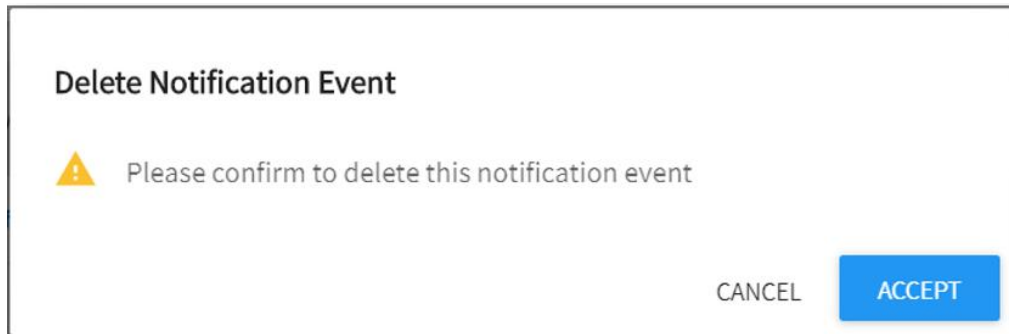 Delete Notification Event
Please confirm to delete this notification event
CANCEL ACCEPT